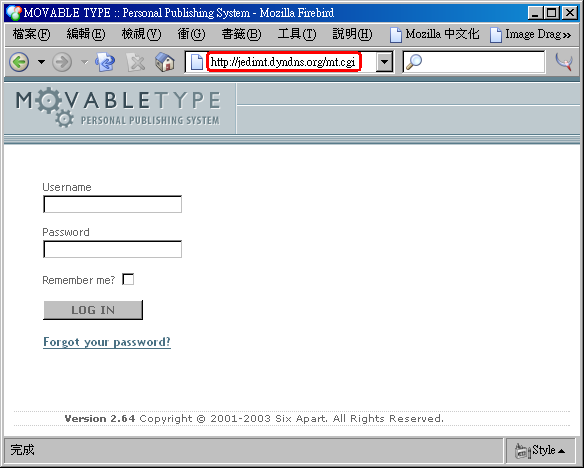 MOVABLE TYPE :: Personal Publishing System - Mozilla Firebird
檔案(F) 編輯(E) 檢視(V) 衝(G) 書籤(B) 工具(T) 說明(H) Mozilla 中文化 Image Drag»
http://jedimt.dyndns.org/mt.cgi
MOVABLETYPE
PERSONAL PUBLISHING SYSTEM
Username
Password
Remember me?
LOG IN
Forgot your password?
Version 2.64 Copyright © 2001-2003 Six Apart. All Rights Reserved.
完成 Style